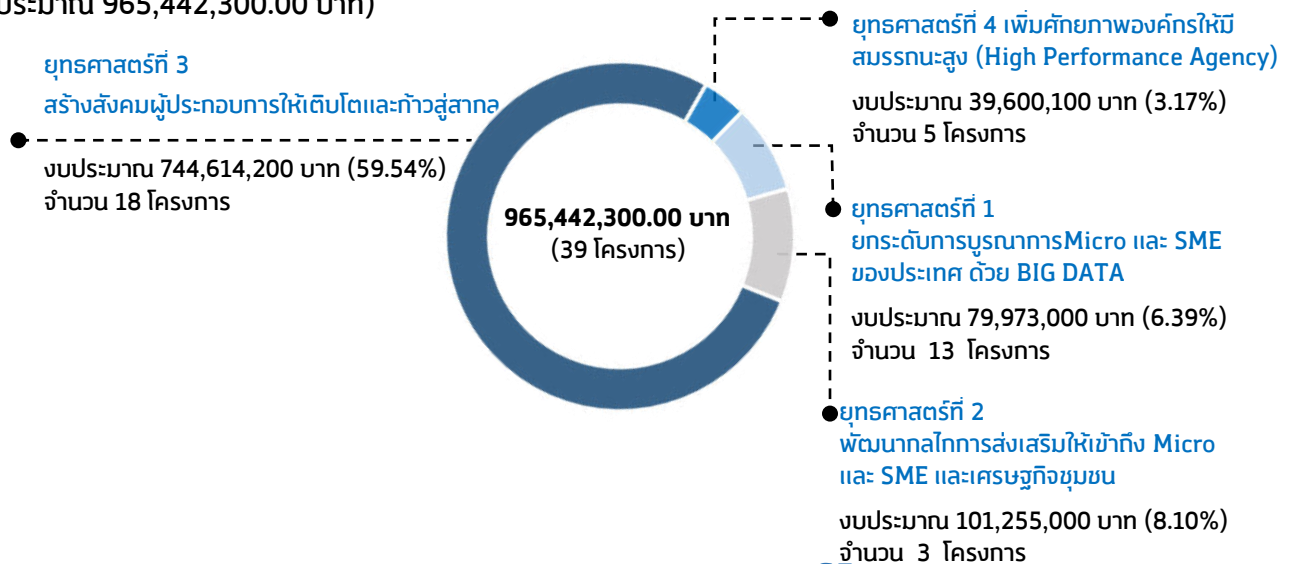 ประมาณ 965,442,300.00 บาท)
ยุทธศาสตร์ที่ 3
สร้างสังคมผู้ประกอบการให้เติบโตและก้าวสู่สากล
งบประมาณ 744,614,200 บาท (59.54%)
จำนวน 18 โครงการ
965,442,300.00 บาท
(39 โครงการ)
ยุทธศาสตร์ที่ 4 เพิ่มศักยภาพองค์กรให้มี
สมรรถนะสูง (High Performance Agency)
งบประมาณ 39,600,100 บาท (3.17%)
จำนวน 5 โครงการ
ยุทธศาสตร์ที่ 1
ยกระดับการบูรณาการMicro และ SME
ของประเทศ ด้วย BIG DATA
งบประมาณ 79,973,000 บาท (6.39%)
จำนวน 13 โครงการ
ยุทธศาสตร์ที่ 2
พัฒนากลไกการส่งเสริมให้เข้าถึง Micro
และ SME และเศรษฐกิจชุมชน
งบประมาณ 101,255,000 บาท (8.10%)
จำนวน 3 โครงการ